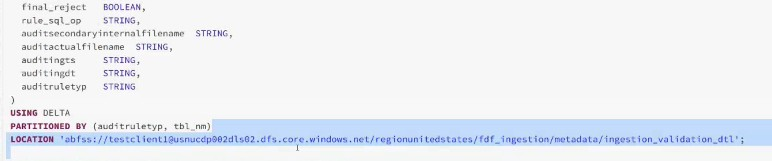 final_reject BOOLEAN,
rule_sql_op STRING,
auditsecondaryinternalfilename STRING,
auditactualfilename STRING,
auditingts STRING,
auditingdt STRING,
auditruletyp STRING
)
USING DELTA
PARTITIONED BY (auditruletyp, tbl_nm)
LOCATION 'abfss://testclient1@usnucdp002dls02.dfs.core.windows.net/regionunitedstates/fdf_ingestion/metadata/ingestion_validation_dtl';